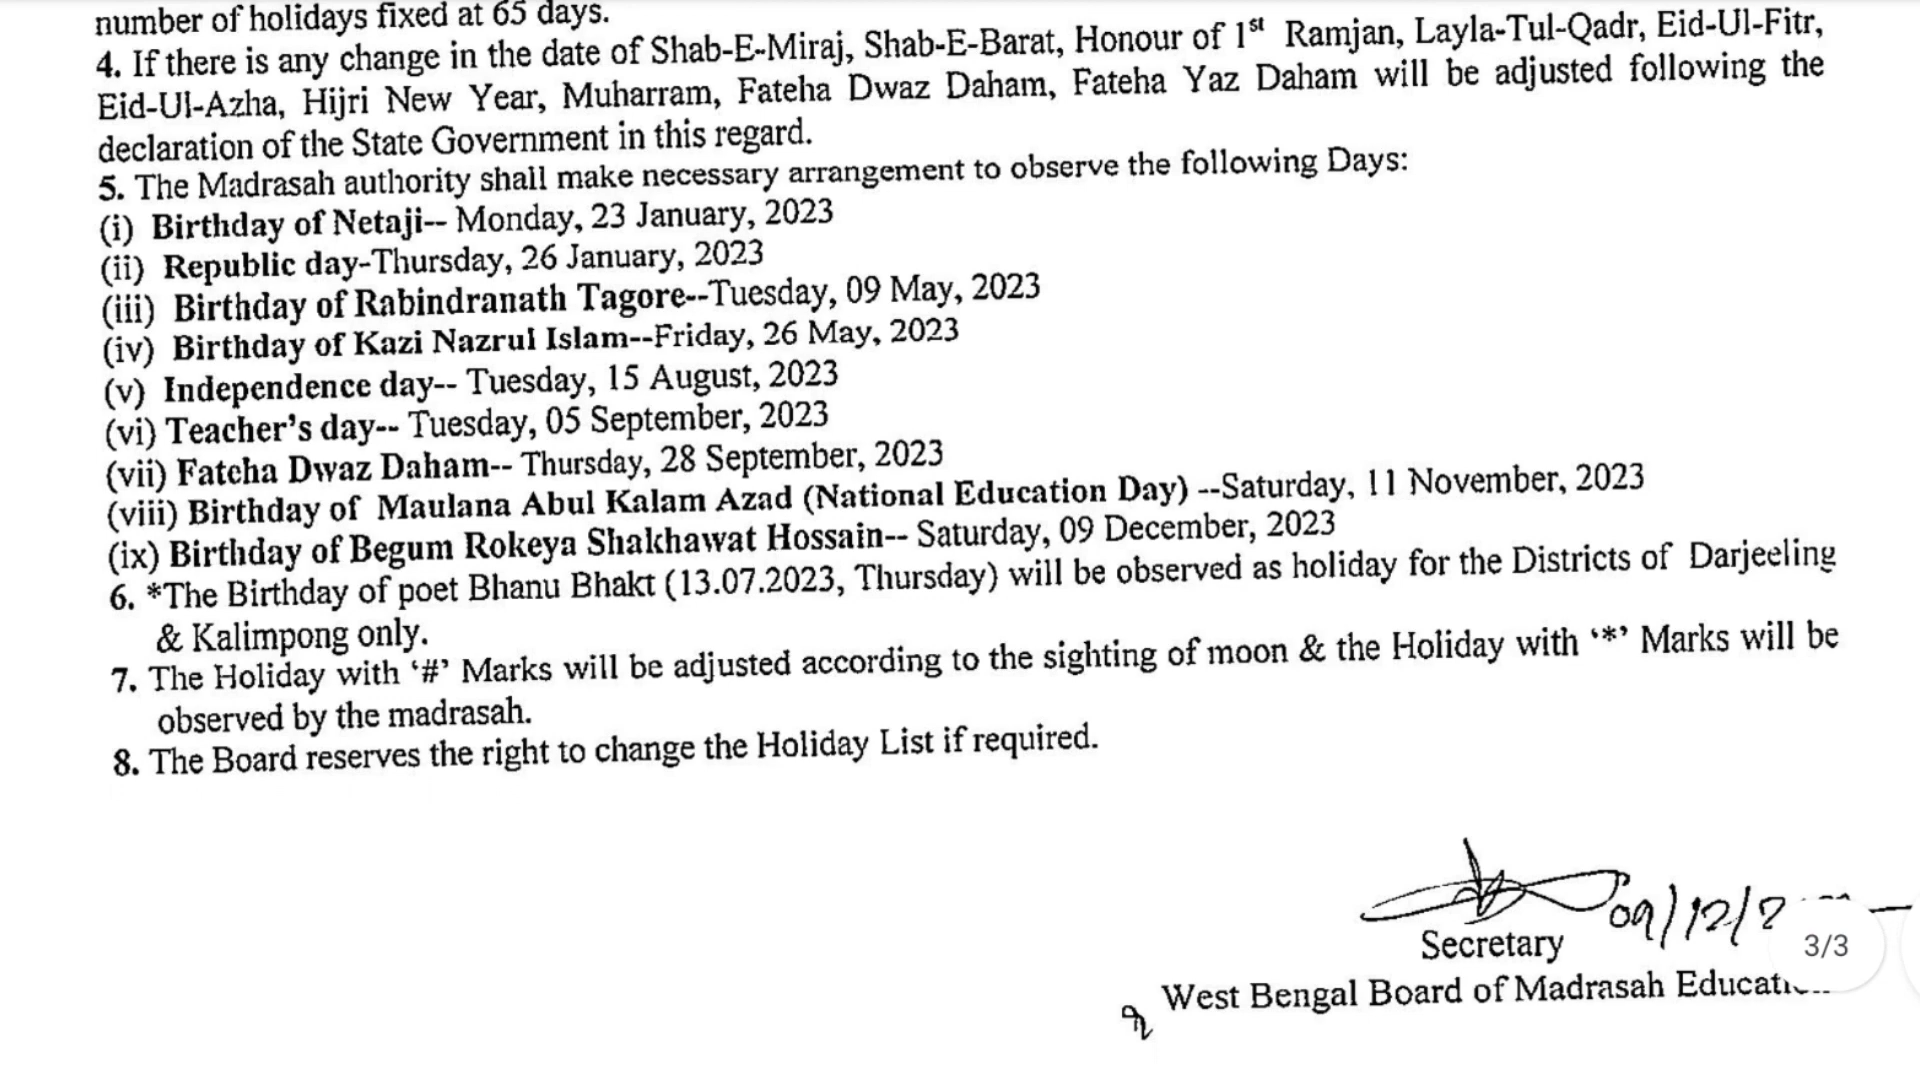 number of holidays fixed at 65 days.
4. If there is any change in the date of Shab-E-Miraj, Shab-E-Barat, Honour of 1st Ramjan, Layla-Tul-Qadr, Eid-Ul-Fitr,
Eid-Ul-Azha, Hijri New Year, Muharram, Fateha Dwaz Daham, Fateha Yaz Daham will be adjusted following the
declaration of the State Government in this regard.
5. The Madrasah authority shall make necessary arrangement to observe the following Days:
(i) Birthday of Netaji-- Monday, 23 January, 2023
(ii) Republic day-Thursday, 26 January, 2023
(iii) Birthday of Rabindranath Tagore--Tuesday, 09 May, 2023
(iv) Birthday of Kazi Nazrul Islam--Friday, 26 May, 2023
(v) Independence day-- Tuesday, 15 August, 2023
(vi) Teacher's day-- Tuesday, 05 September, 2023
(vii) Fateha Dwaz Daham-- Thursday, 28 September, 2023
(viii) Birthday of Maulana Abul Kalam Azad (National Education Day) --Saturday, 11 November, 2023
(ix) Birthday of Begum Rokeya Shakhawat Hossain-- Saturday, 09 December, 2023
6. *The Birthday of poet Bhanu Bhakt (13.07.2023, Thursday) will be observed as holiday for the Districts of Darjeeling
& Kalimpong only.
7. The Holiday with '#' Marks will be adjusted according to the sighting of moon & the Holiday with '*' Marks will be
observed by the madrasah.
8. The Board reserves the right to change the Holiday List if required.
09/12/2
Secretary
3/3
West Bengal Board of Madrasah